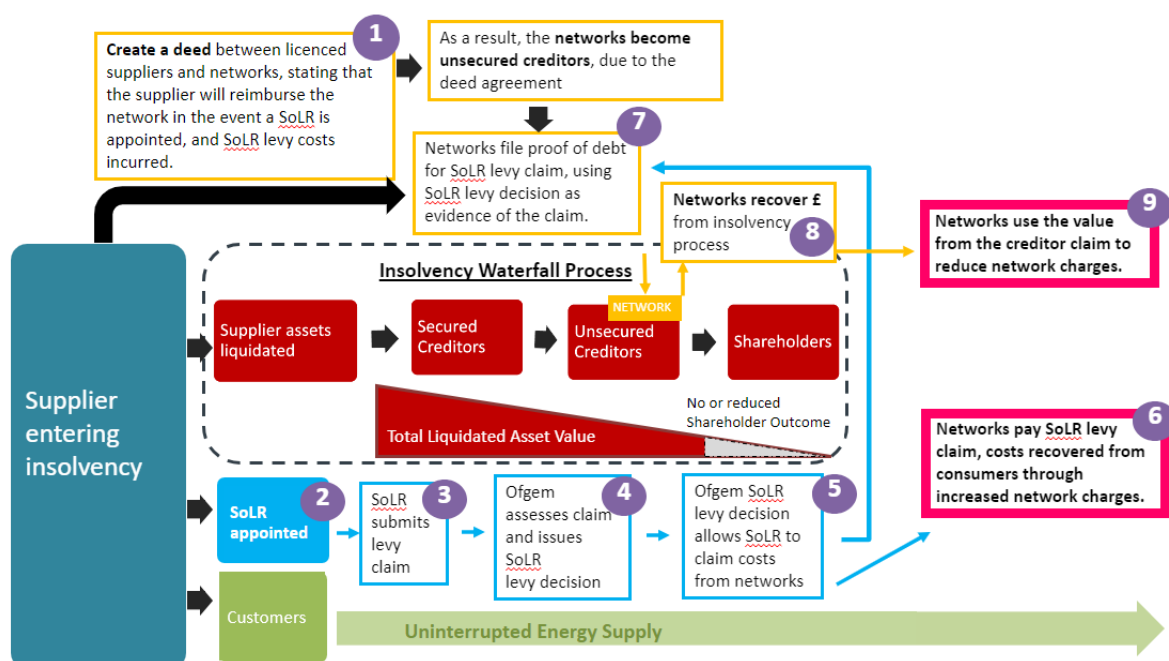 1
Create a deed between licenced
suppliers and networks, stating that
the supplier will reimburse the
network in the event a SoLR is
appointed, and SoLR levy costs
incurred.
As a result, the networks become
unsecured creditors, due to the
deed agreement
7
Networks file proof of debt
for SoLR levy claim, using
SoLR levy decision as
evidence of the claim.
Networks recover £
from insolvency
process
8
9
Networks use the value
from the creditor claim to
reduce network charges.
Supplier
entering
insolvency
Insolvency Waterfall Process
NETWORK
Supplier assets
liquidated
Secured
Creditors
Unsecured
Creditors
Shareholders
Total Liquidated Asset Value
No or reduced
Shareholder Outcome
6
Networks pay SoLR levy
claim, costs recovered from
consumers through
increased network charges.
SoLR
appointed
2
SoLR
submits
levy
claim
3
Ofgem
assesses claim
and issues
SoLR
levy decision
4
Ofgem SoLR
levy decision
allows SoLR to
claim costs
from networks
5
Customers
Uninterrupted Energy Supply